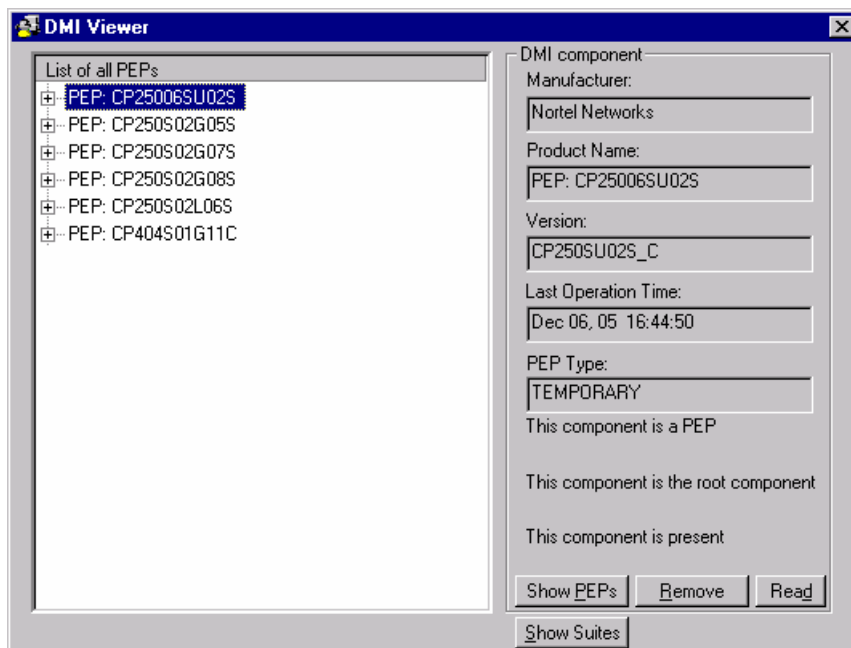 DMI Viewer
List of all PEPs
PEP: CP25006SU02S
PEP: CP250S02G05S
PEP: CP250S02G07S
PEP: CP250S02G08S
PEP: CP250S02L06S
PEP: CP404S01G11C
DMI component
Manufacturer:
Nortel Networks
Product Name:
PEP: CP25006SU02S
Version:
CP250SU02S_C
Last Operation Time:
Dec 06, 05 16:44:50
PEP Type:
TEMPORARY
This component is a PEP
This component is the root component
This component is present
Show PEPs Remove Read
Show Suites